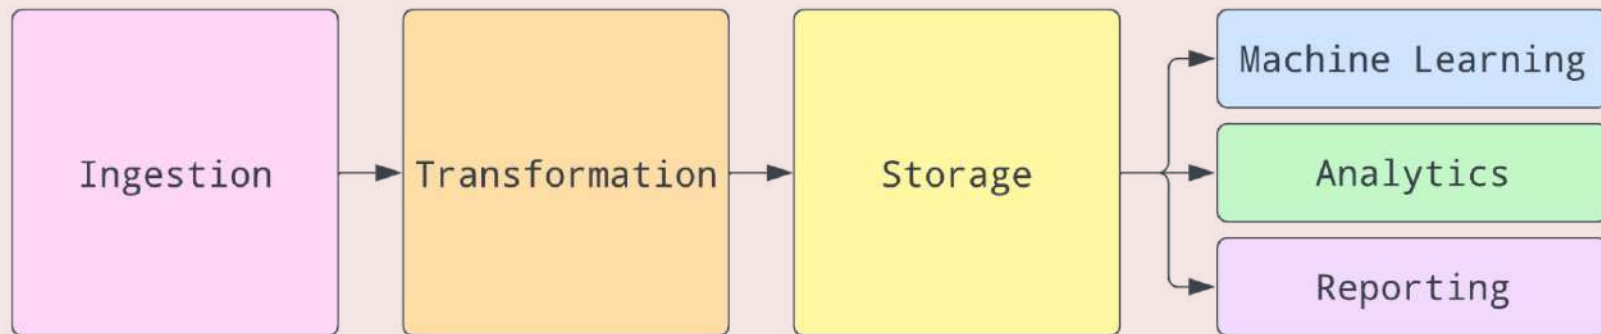 Ingestion
Transformation
Storage
Machine Learning
Analytics
Reporting